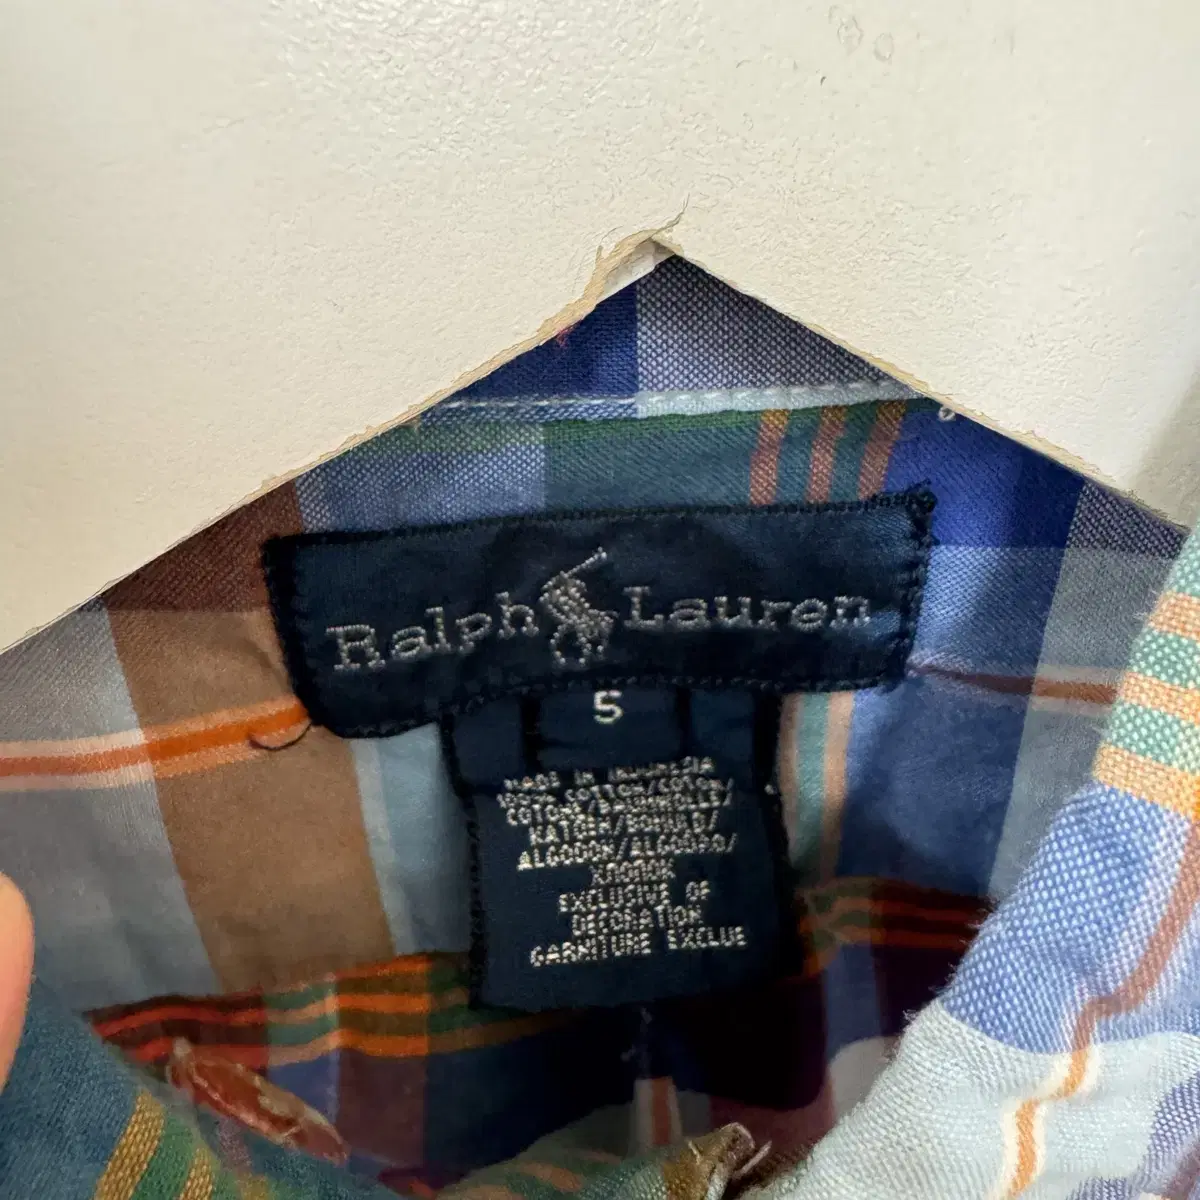 Ralph Lauren
5
MADE IN INDONESIA
100% COTTON/COTON/
ALGODON/ALGODÃO/
EXCLUSIVE OF
DECORATION
GARNITURE EXCLUE